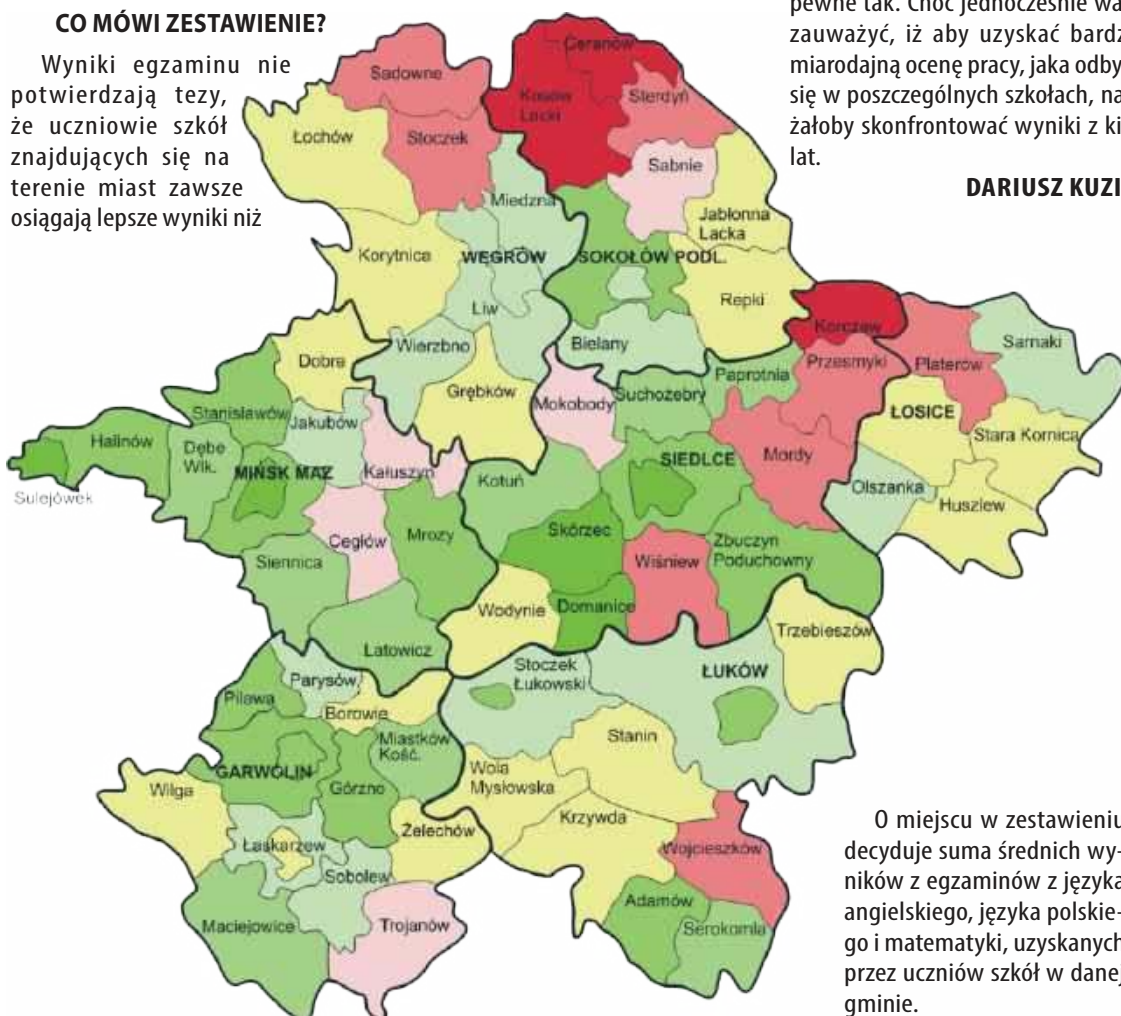 CO MÓWI ZESTAWIENIE?
Wyniki egzaminu nie
potwierdzają tezy,
że uczniowie szkół
znajdujących się na
terenie miast zawsze
osiągają lepsze wyniki niż
pewne tak. Choć jednocześnie wa
zauważyć, iż aby uzyskać bardz
miarodajną ocenę pracy, jaka odby
się w poszczególnych szkołach, na
żałoby skonfrontować wyniki z ki
lat.
DARIUSZ KUZI
Ceranów
Sadowne
Kosów
Lacki
Sterdyń
Łochów
Stoczek
Sabnie
Miedzna
Jabłonna
Lacka
Korytnica
WĘGRÓW
SOKOŁÓW PODL.
Repki
Liw
Korczew
Wierzbno
Bielany
Sarnaki
Dobre
Przesmyki
Platerów
Paprotnia
Grębków
Mokobody
Suchożebry
ŁOSICE
Stanisławów
Jakubów
Halinów
Dębe
Wlk.
Stara Kornica
MIŃSK MAZ
Kałuszyn
Kotuń
SIEDLCE
Mordy
Olszanka
Huszlew
Sulejówek
Cegłów
Mrozy
Skórzec
Zbuczyn
Poduchowny
Siennica
Wiśniew
Wodynie
Domanice
Trzebieszów
Latowicz
Stoczek
Łukowski
ŁUKÓW
Parysów
Pilawa
Borowie
Miastków
Kość.
Stanin
GARWOLIN
Wola
Mysłowska
Wilga
Górzno
Krzywda
Żelechów
Łaskarzew
Wojcieszków
Sobolew
Adamów
Maciejowice
Trojanów
Serokomla
O miejscu w zestawieniu
decyduje suma średnich wy-
ników z egzaminów z języka
angielskiego, języka polskie-
go i matematyki, uzyskanych
przez uczniów szkół w danej
gminie.